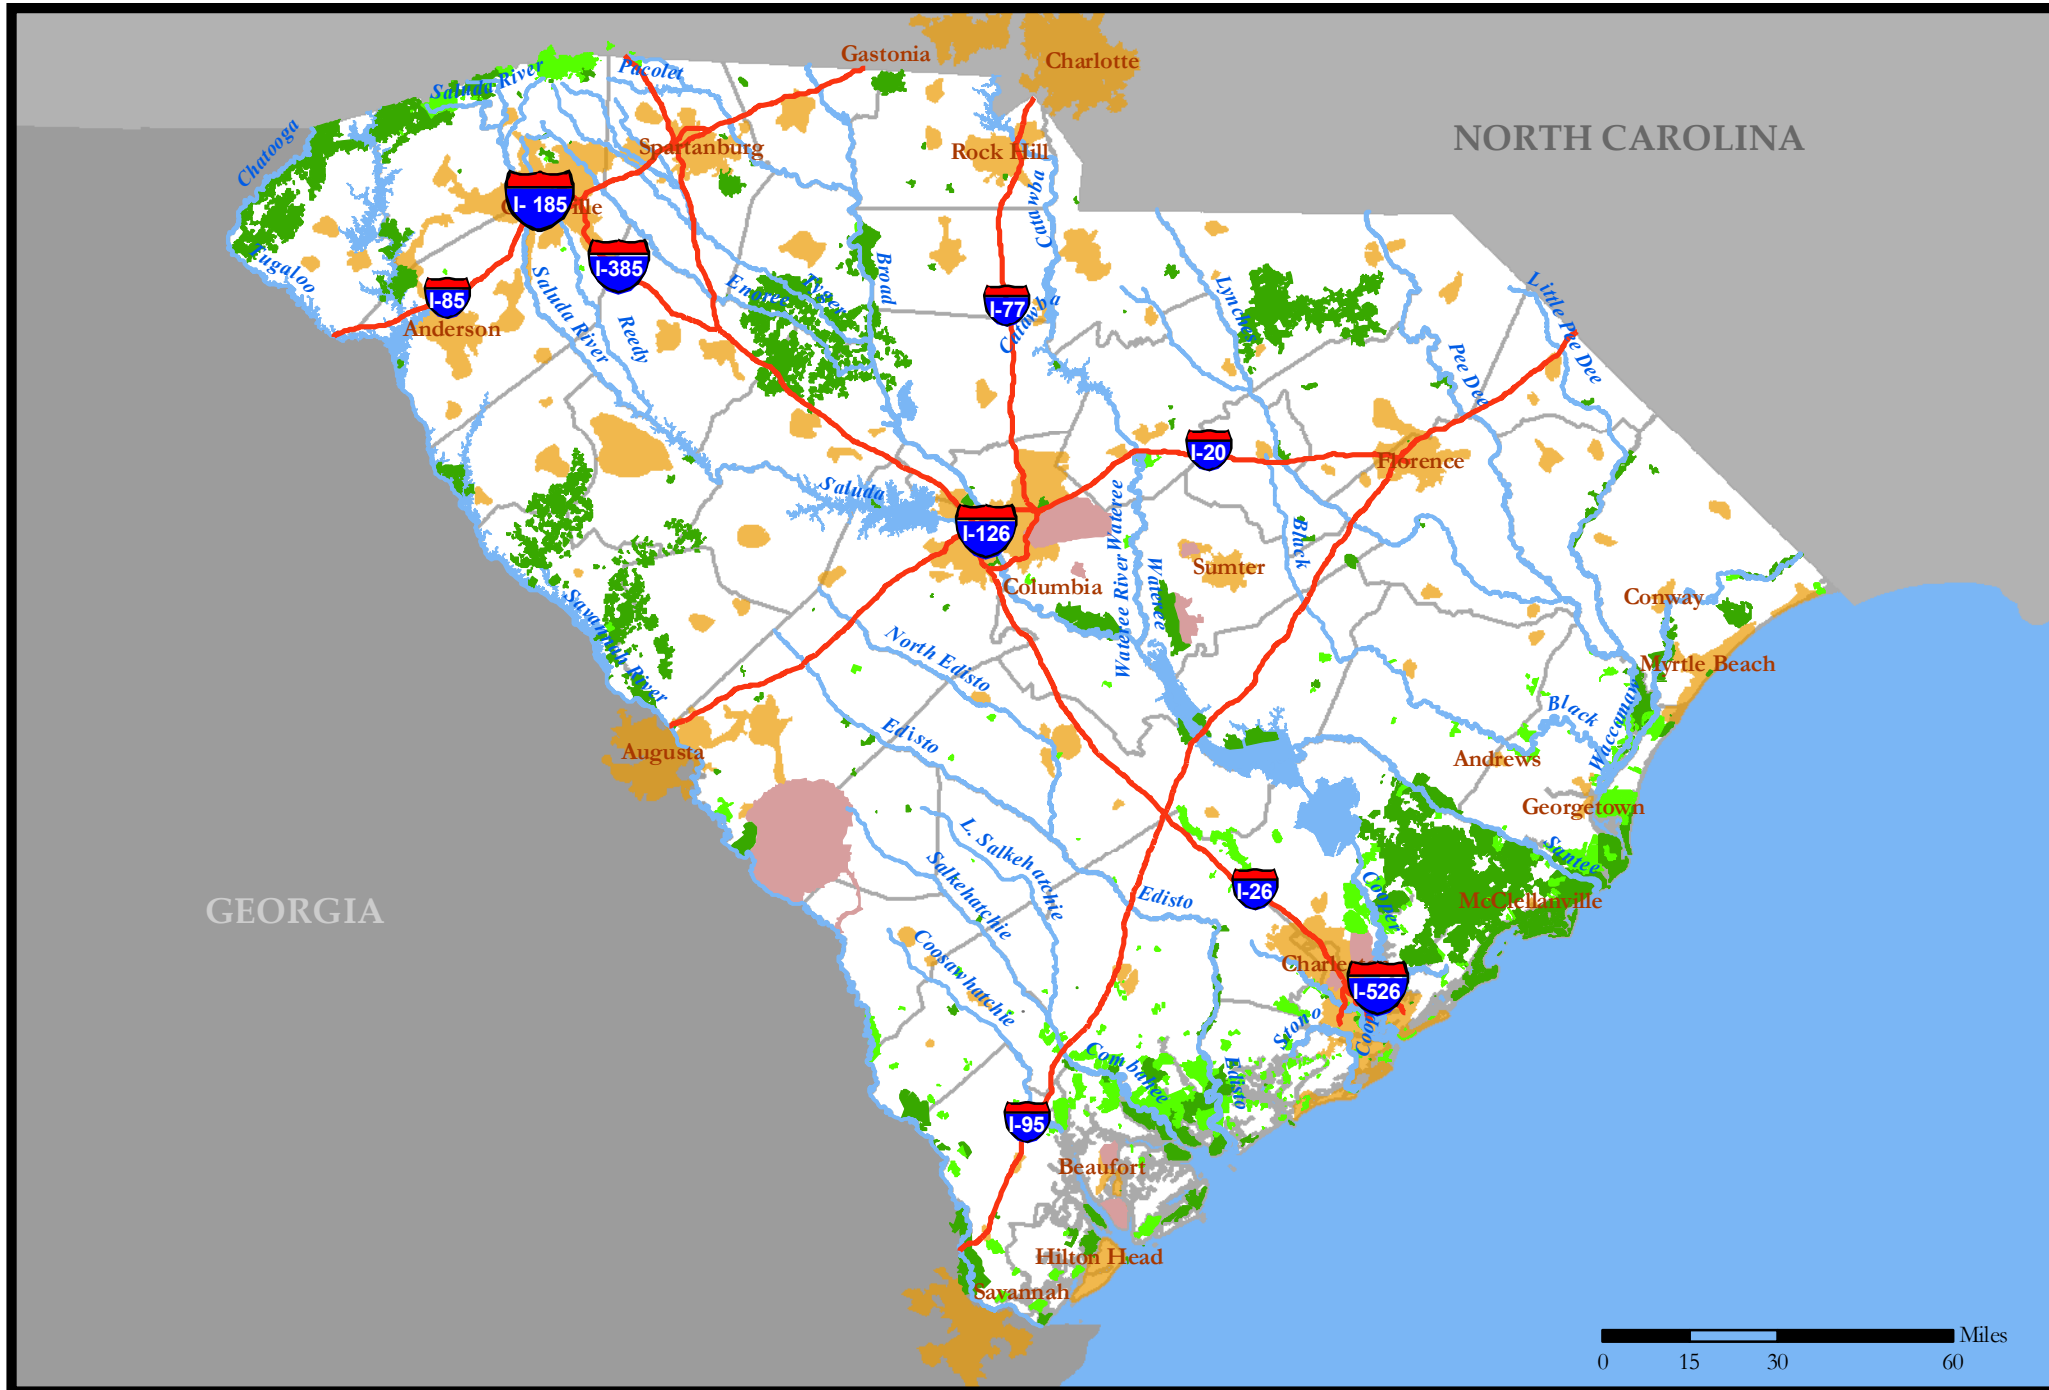 Gastonia
Charlotte
NORTH CAROLINA
Pacolet
Saluda River
Chatooga
Spartanburg
Rock Hill
I- 185
ille
Catawba
Tugaloo
I-385
I-85
Anderson
Saluda River
Reedy
Enoree
Tyger
Broad
I-77
Catawba
Lynches
Little Pee Dee
Pee Dee
I-20
Florence
Saluda
I-126
Columbia
Wateree
Wateree River
Wateree
Sumter
Black
Conway
Myrtle Beach
Savannah River
North Edisto
Edisto
Augusta
Black
Waccamaw
Andrews
Georgetown
Santee
McClellanville
L. Salkehatchie
Salkehatchie
Coosawhatchie
Edisto
I-26
Cooper
GEORGIA
Charle
I-526
Stono
Coop
Combahee
Edisto
I-95
Beaufort
Hilton Head
Savannah
Miles
0 15 30 60